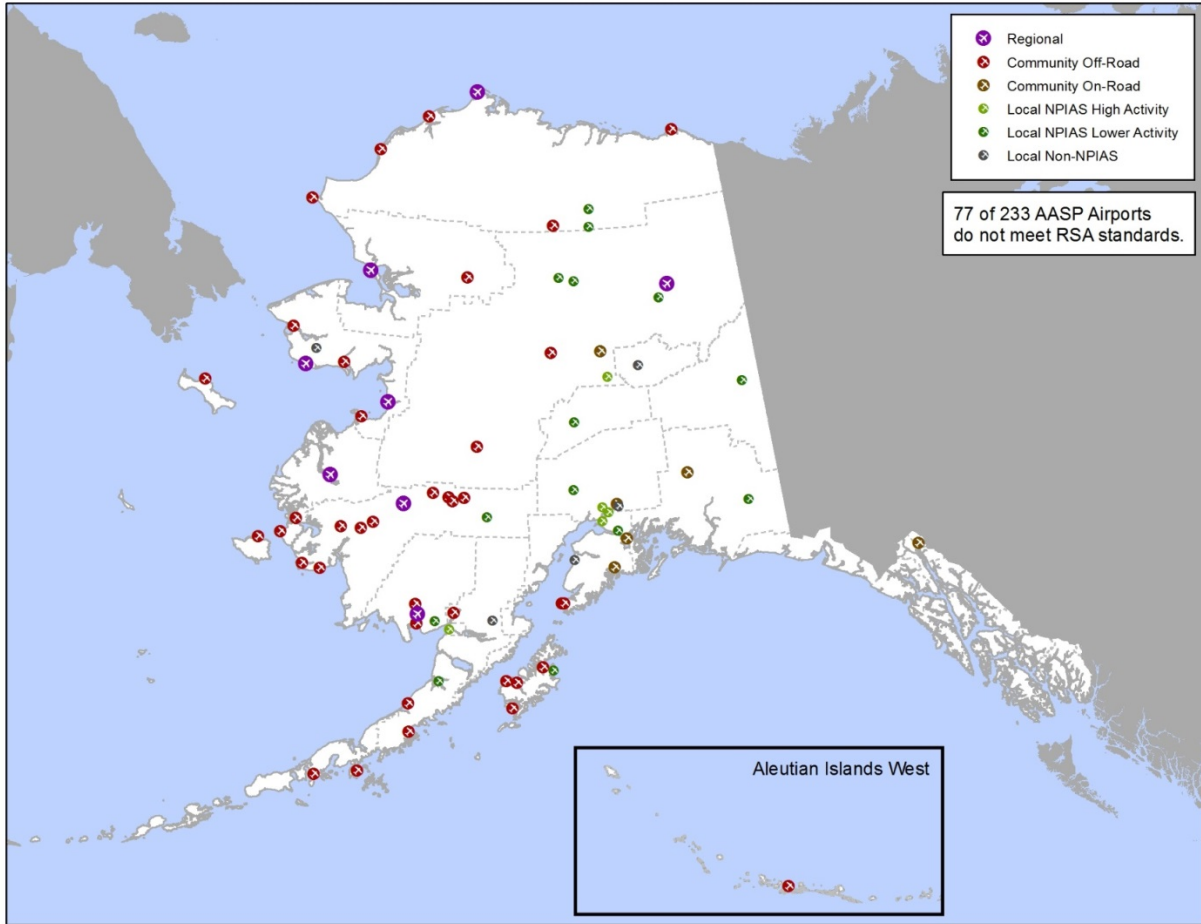 Regional
Community Off-Road
Community On-Road
Local NPIAS High Activity
Local NPIAS Lower Activity
Local Non-NPIAS
77 of 233 AASP Airports
do not meet RSA standards.
Aleutian Islands West